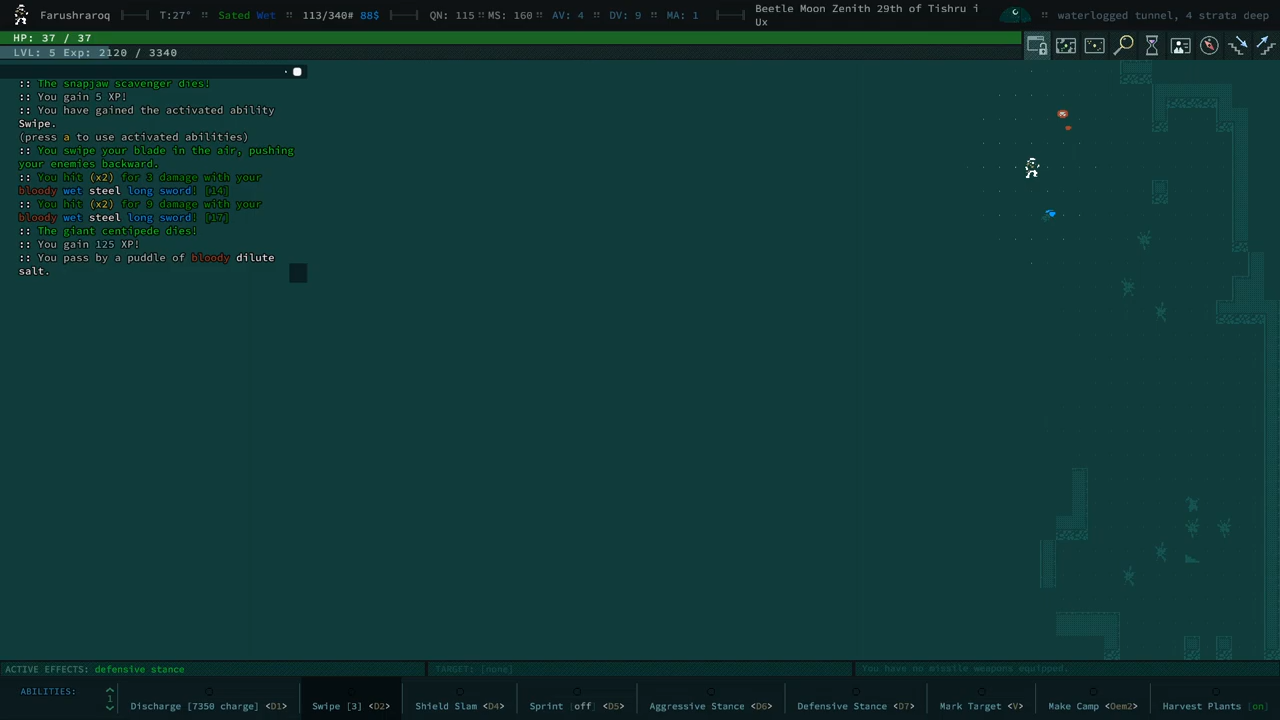 Farushraroq T:27° :: Sated Wet :: 113/340# 88$ QN: 115 :: MS: 160 AV: 4 DV: 9 MA: 1 Beetle Moon Zenith 29th of Tishru i
Ux :: waterlogged tunnel, 4 strata deep
HP: 37 / 37
LVL: 5 Exp: 2120 / 3340
:: The snapjaw scavenger dies!
:: You gain 5 XP!
:: You have gained the activated ability
Swipe.
(press a to use activated abilities)
:: You swipe your blade in the air, pushing
your enemies backward.
:: You hit (x2) for 3 damage with your
bloody wet steel long sword! [14]
:: You hit (x2) for 9 damage with your
bloody wet steel long sword! [17]
:: The giant centipede dies!
:: You gain 125 XP!
:: You pass by a puddle of bloody dilute
salt.
ACTIVE EFFECTS: defensive stance TARGET: [none] You have no missile weapons equipped.
ABILITIES: 1 Discharge [7350 charge] <D1> Swipe [3] <D2> Shield Slam <D4> Sprint [off] <D5> Aggressive Stance <D6> Defensive Stance <D7> Mark Target <V> Make Camp <Oem2> Harvest Plants [on]